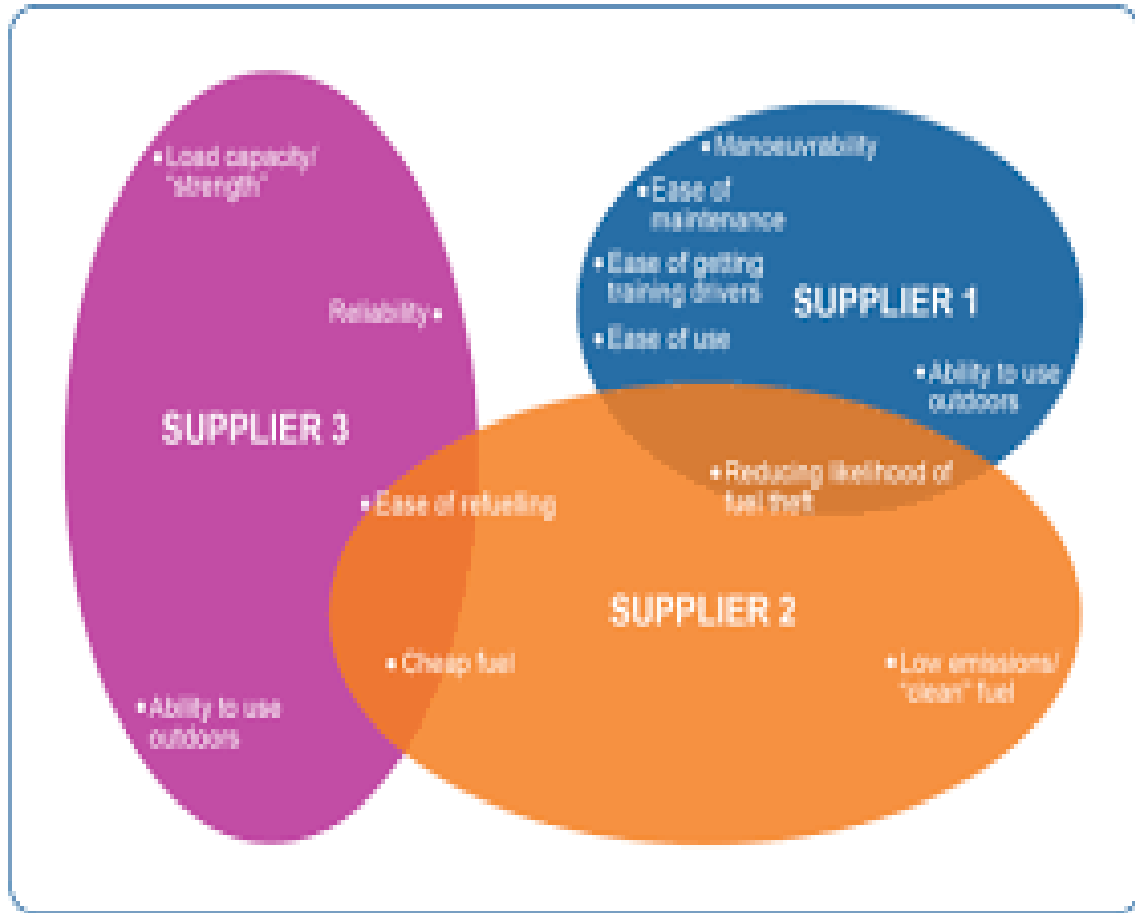 • Load capacity/
"strength"
Reliability •
SUPPLIER 3
• Ability to use
outdoors
• Manoeuvrability
• Ease of
maintenance
• Ease of getting
training drivers
• Ease of use
SUPPLIER 1
• Ability to use
outdoors
• Reducing likelihood of
fuel theft
• Ease of refuelling
SUPPLIER 2
• Cheap fuel
• Low emissions/
"clean" fuel